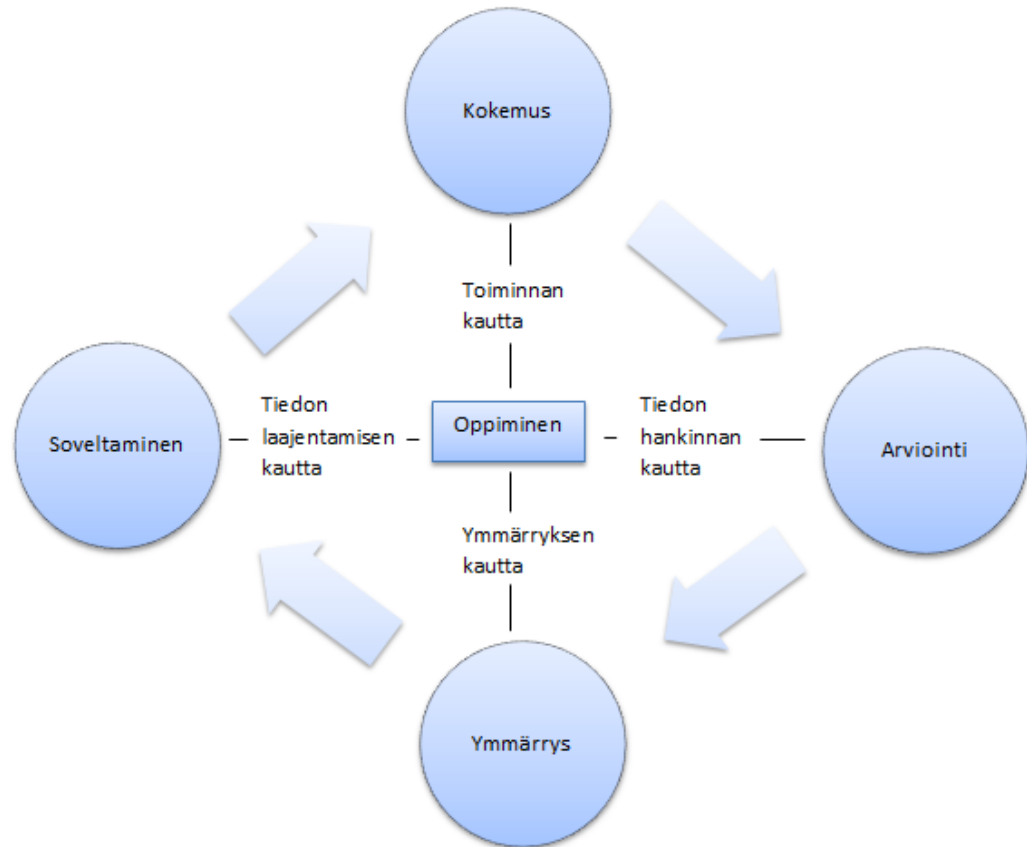 Kokemus
Toiminnan
kautta
Soveltaminen
Tiedon
laajentamisen
kautta
Oppiminen
Tiedon
hankinnan
kautta
Arviointi
Ymmärryksen
kautta
Ymmärrys